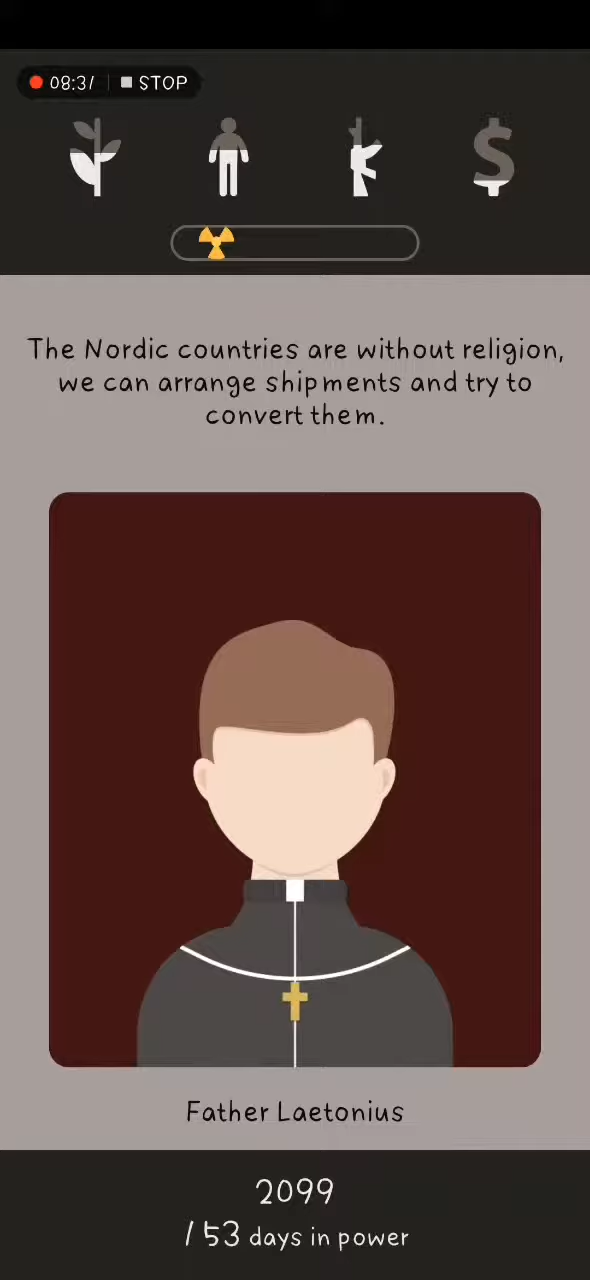 08:31
STOP
$
The Nordic countries are without religion,
we can arrange shipments and try to
convert them.
Father Laetonius
2099
153 days in power